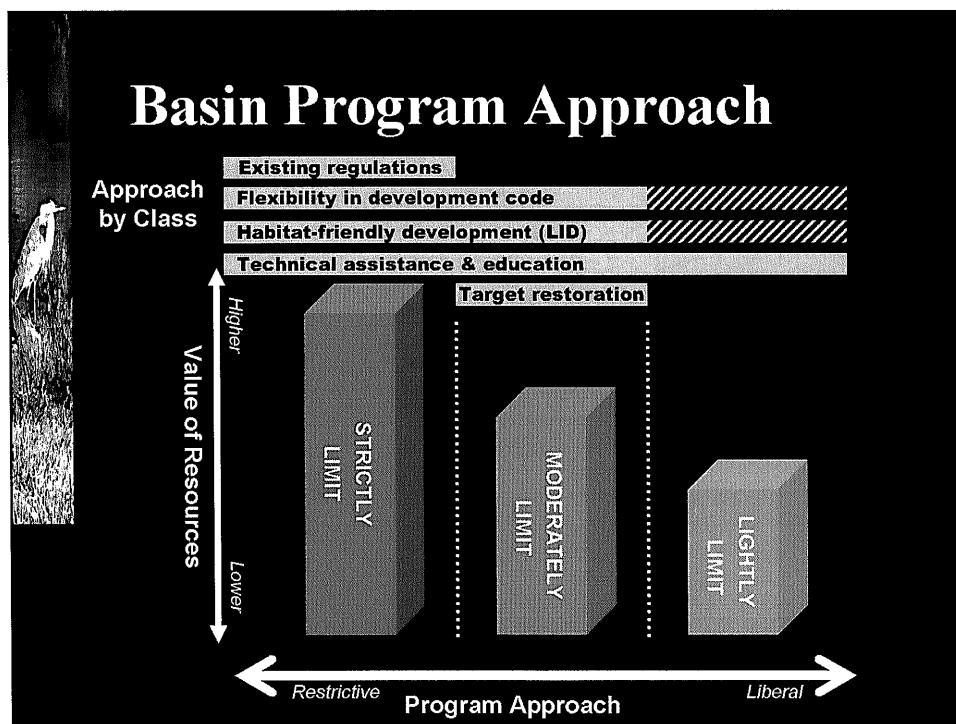 Basin Program Approach
Approach
by Class
Existing regulations
Flexibility in development code
Habitat-friendly development (LID)
Technical assistance & education
Target restoration
Value of Resources
Higher
Lower
STRICTLY
LIMIT
MODERATELY
LIMIT
LIGHTLY
LIMIT
Restrictive
Program Approach
Liberal